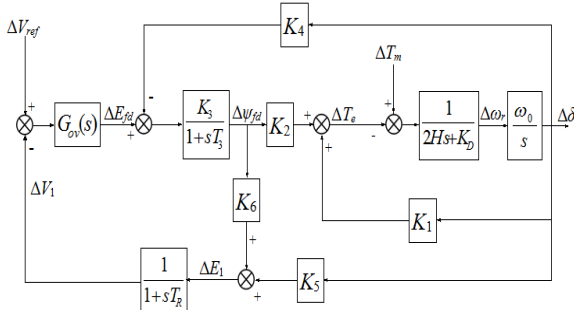 ΔV_ref
K_4
-
ΔT_m
+
G_ov(s)
ΔE_fd
+
-
K_3
1+sT_3
Δψ_fd
K_2
+
ΔT_e
+
-
+
1
2Hs+K_D
Δω_r
ω_0
s
Δδ
ΔV_1
K_6
+
K_1
1
1+sT_R
ΔE_1
+
K_5